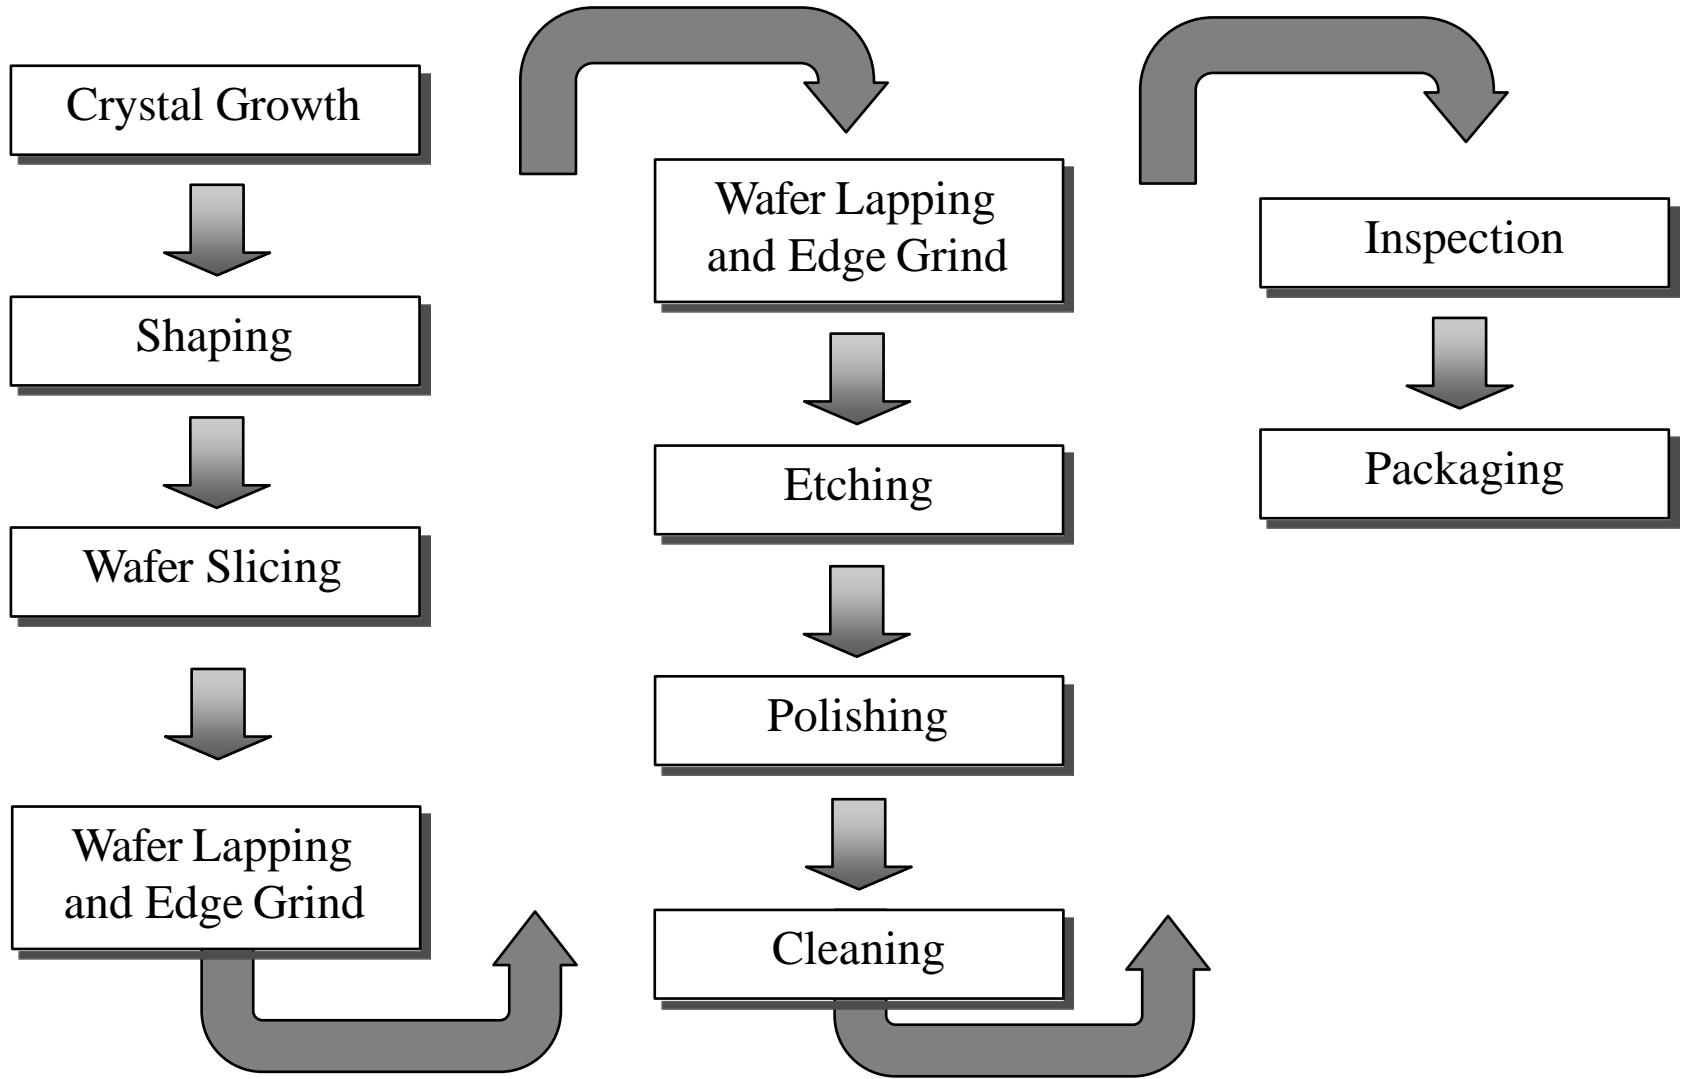 Crystal Growth
Shaping
Wafer Slicing
Wafer Lapping
and Edge Grind
Wafer Lapping
and Edge Grind
Etching
Polishing
Cleaning
Inspection
Packaging